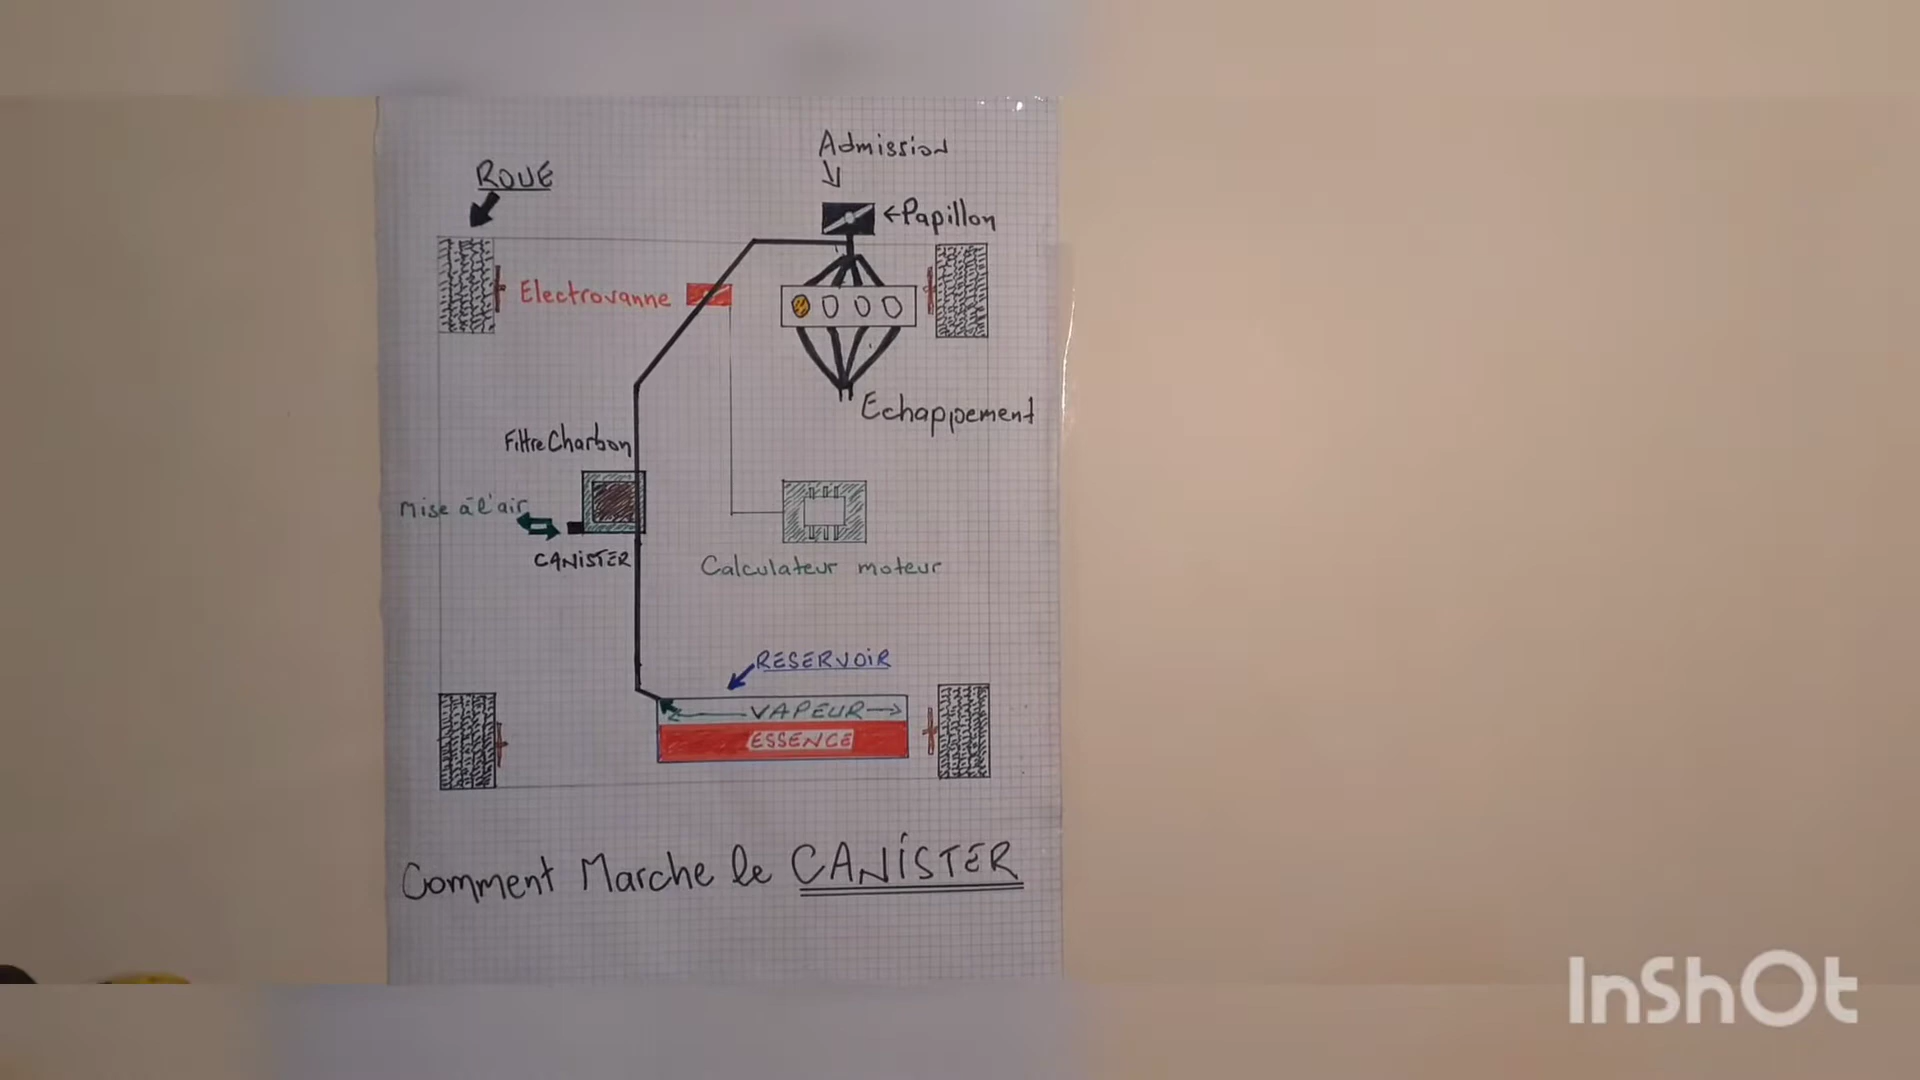 Admission
ROUE
←Papillon
Electrovanne
Echappement
Filtre Charbon
mise à l'air
CANiSTER
Calculateur moteur
RESERVOiR
VAPEUR
ESSENCE
Comment Marche le CANiSTER
InShOt